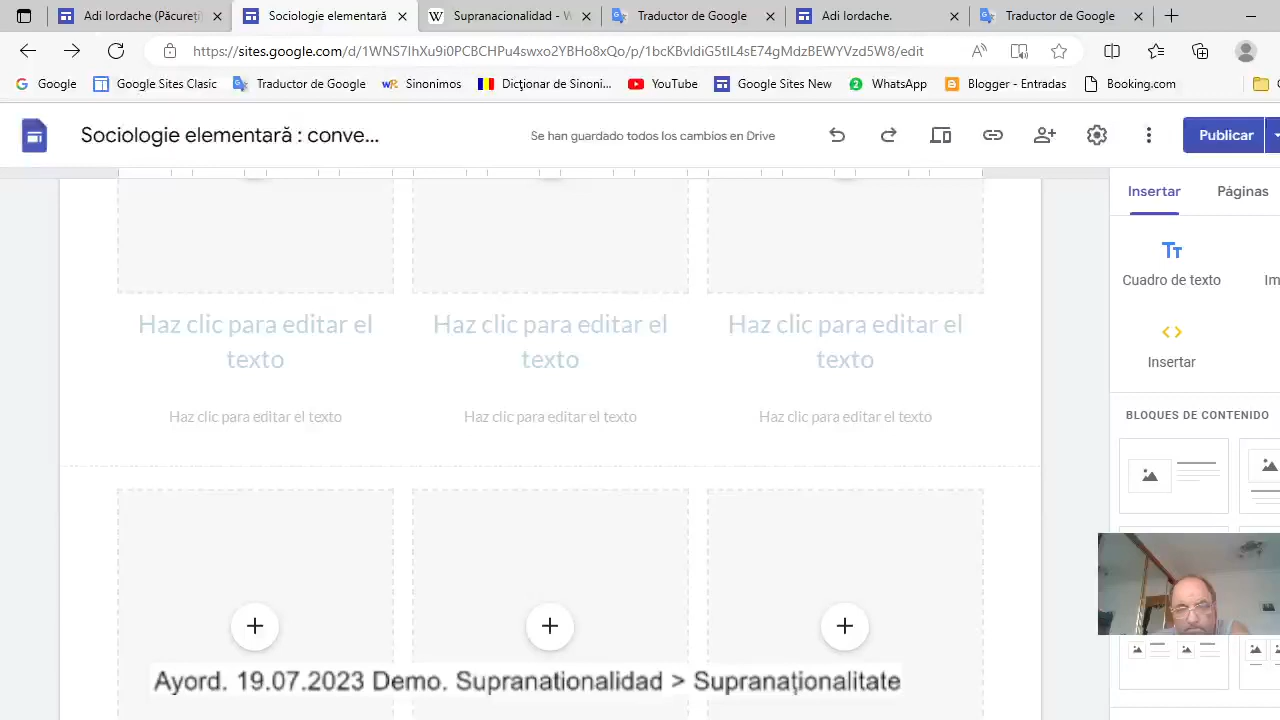 Adi Iordache (Păcureț
Sociologie elementară
Supranacionalidad - W
Traductor de Google
Adi Iordache.
Traductor de Google
https://sites.google.com/d/1WNS7lhXu9i0PCBCHPu4swxo2YBHo8xQo/p/1bcKBvldiG5tIL4sE74gMdzBEWYVzd5W8/edit
Google
Google Sites Clasic
Traductor de Google
Sinonimos
Dicționar de Sinoni...
YouTube
Google Sites New
WhatsApp
Blogger - Entradas
Booking.com
Sociologie elementară : conve...
Se han guardado todos los cambios en Drive
Publicar
Insertar
Páginas
Cuadro de texto
Im
Insertar
BLOQUES DE CONTENIDO
Haz clic para editar el
texto
Haz clic para editar el
texto
Haz clic para editar el
texto
Haz clic para editar el texto
Haz clic para editar el texto
Haz clic para editar el texto
Ayord. 19.07.2023 Demo. Supranationalidad > Supranaționalitate